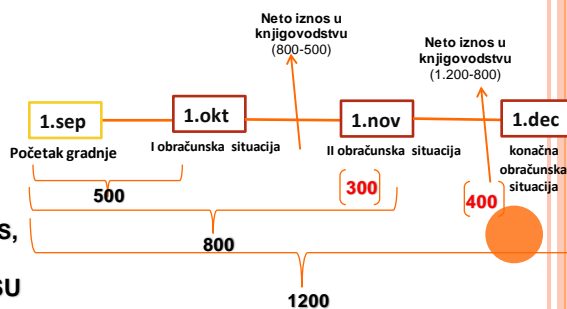 Neto iznos u
knjigovodstvu
(800-500)
Neto iznos u
knjigovodstvu
(1.200-800)
1.sep
1.okt
1.nov
1.dec
Početak gradnje
I obračunska situacija
II obračunska situacija
konačna
obračunska
situacija
500
300
400
s,
800
SU
1200